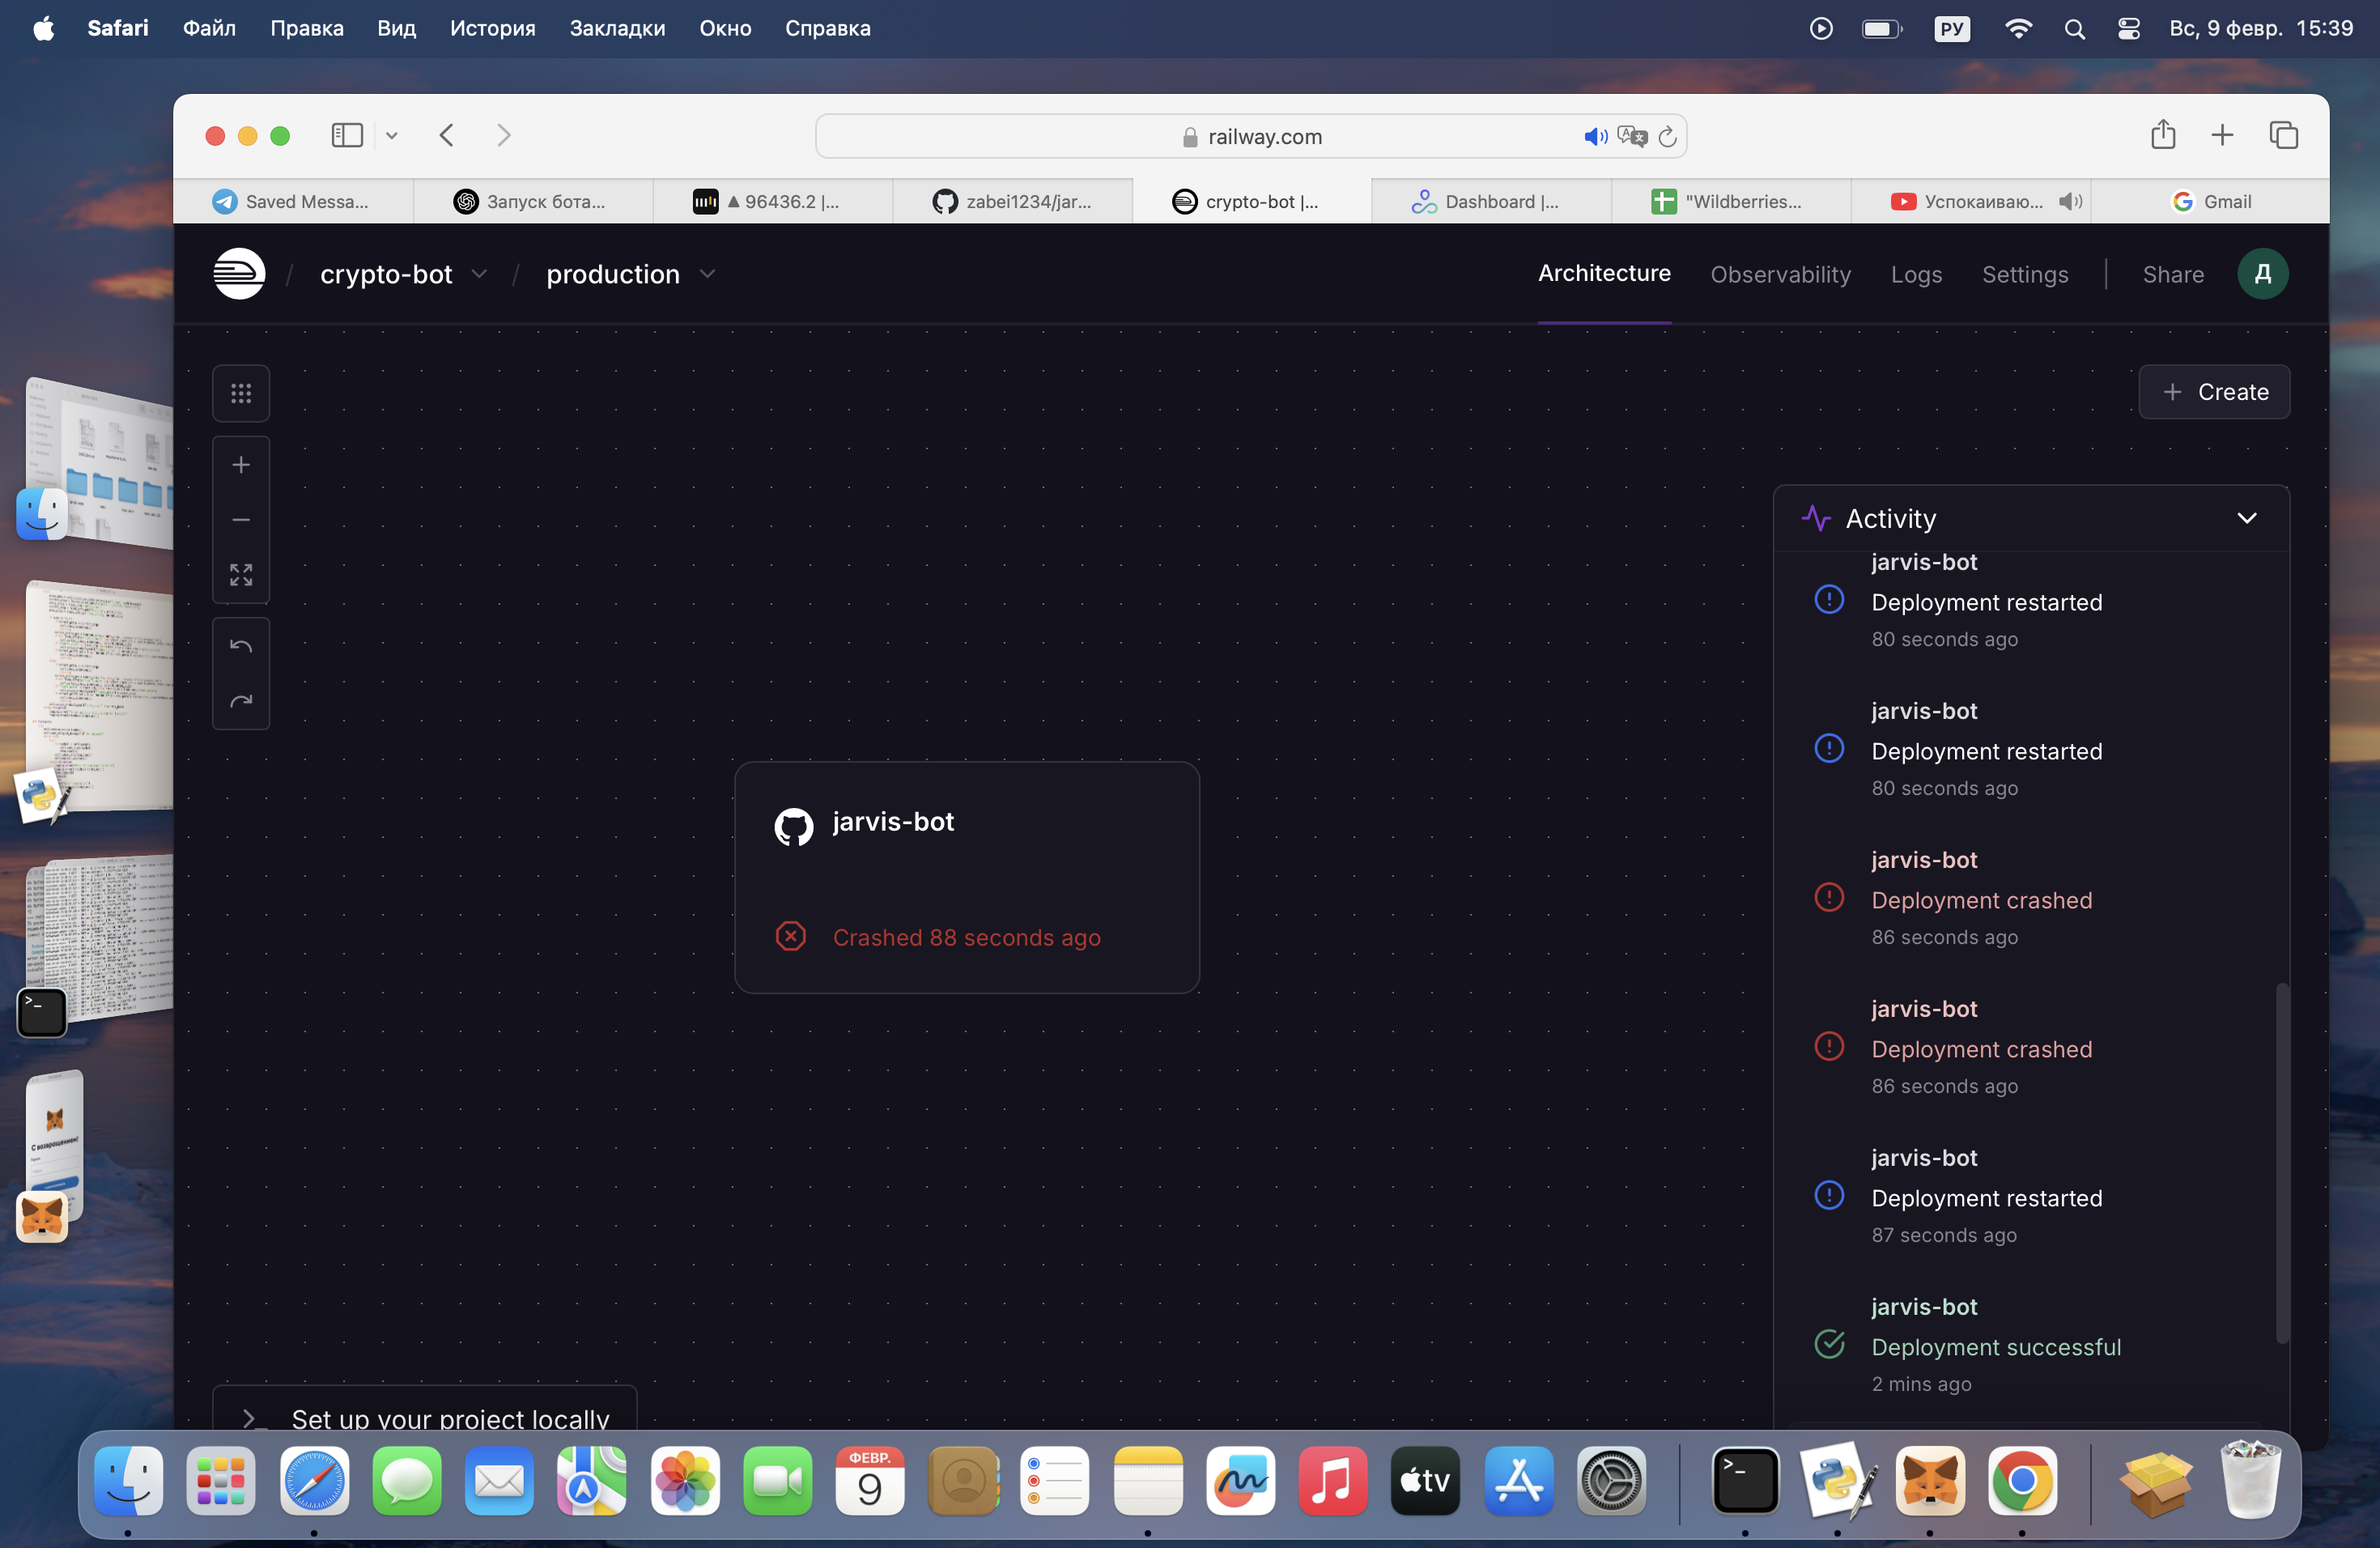 Safari Файл Правка Вид История Закладки Окно Справка
РУ Вс, 9 февр. 15:39
railway.com
Saved Messa... Запуск бота... ▲ 96436.2 |... zabei1234/jar... crypto-bot |... Dashboard |... "Wildberries... Успокаиваю... Gmail
/ crypto-bot / production
Architecture Observability Logs Settings | Share Д
+ Create
Activity
jarvis-bot
Deployment restarted
80 seconds ago
jarvis-bot
Deployment restarted
80 seconds ago
jarvis-bot
Deployment crashed
86 seconds ago
jarvis-bot
Deployment crashed
86 seconds ago
jarvis-bot
Deployment restarted
87 seconds ago
jarvis-bot
Deployment successful
2 mins ago
jarvis-bot
Crashed 88 seconds ago
С возвращением!
Set up your project locally
ФЕВР.
9
tv